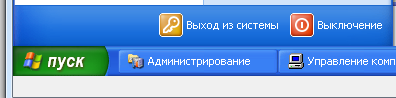 Выход из системы Выключение
пуск Администрирование Управление комп